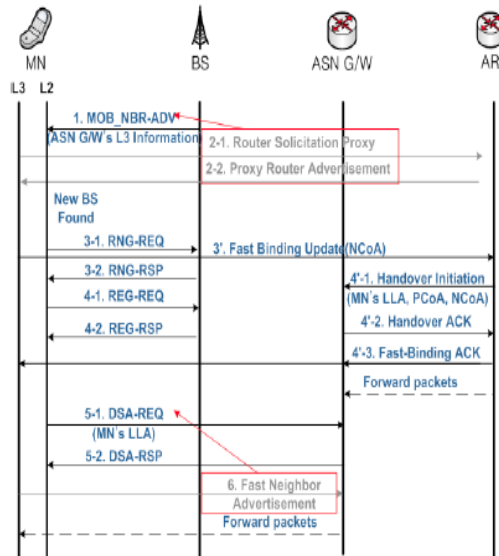 MN
BS
ASN G/W
AR
L3
L2
1. MOB_NBR-ADV
(ASN G/W's L3 Information)
2-1. Router Solicitation Proxy
2-2. Proxy Router Advertisement
New BS
Found
3-1. RNG-REQ
3'. Fast Binding Update(NCoA)
3-2. RNG-RSP
4'-1. Handover Initiation
(MN's LLA, PCoA, NCoA)
4-1. REG-REQ
4'-2. Handover ACK
4-2. REG-RSP
4'-3. Fast-Binding ACK
Forward packets
5-1. DSA-REQ
(MN's LLA)
5-2. DSA-RSP
6. Fast Neighbor
Advertisement
Forward packets